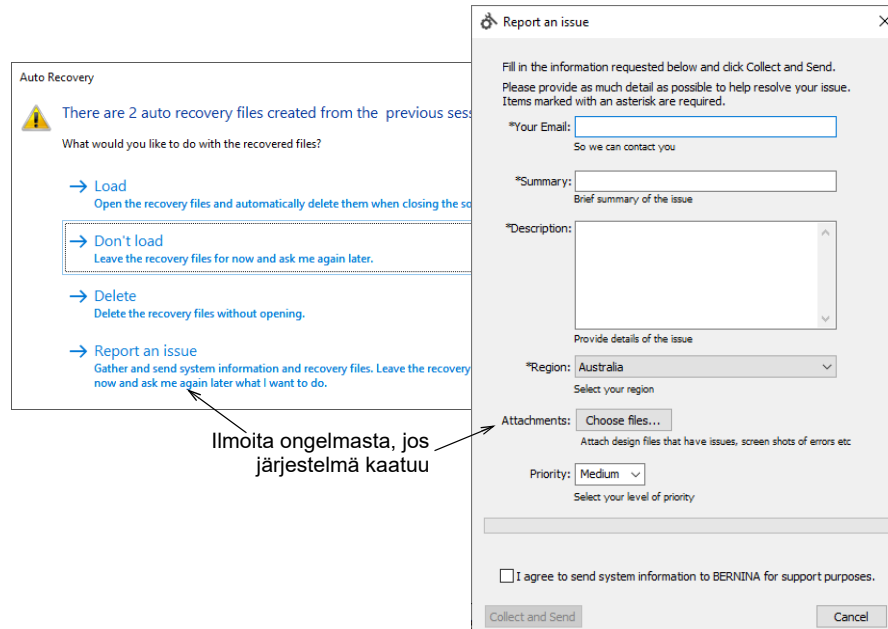 Auto Recovery
There are 2 auto recovery files created from the previous
What would you like to do with the recovered files?
Load
Open the recovery files and automatically delete them when closing the
Don't load
Leave the recovery files for now and ask me again later.
Delete
Delete the recovery files without opening.
Report an issue
Gather and send system information and recovery files. Leave the recovery
now and ask me again later what I want to do.
Ilmoita ongelmasta, jos
järjestelmä kaatuu
Report an issue
Fill in the information requested below and click Collect and Send.
Please provide as much detail as possible to help resolve your issue.
Items marked with an asterisk are required.
*Your Email:
So we can contact you
*Summary:
Brief summary of the issue
*Description:
Provide details of the issue
*Region: Australia
Select your region
Attachments: Choose files...
Attach design files that have issues, screen shots of errors etc
Priority: Medium
Select your level of priority
I agree to send system information to BERNINA for support purposes.
Collect and Send Cancel